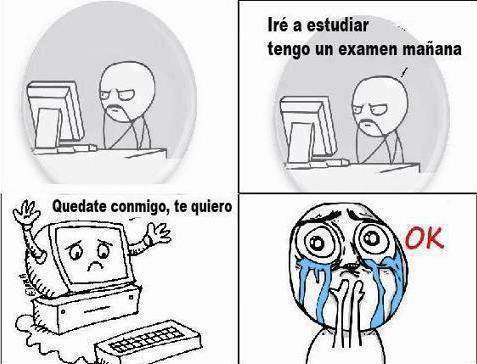 Iré a estudiar
tengo un examen mañana
Quedate conmigo, te quiero
OK